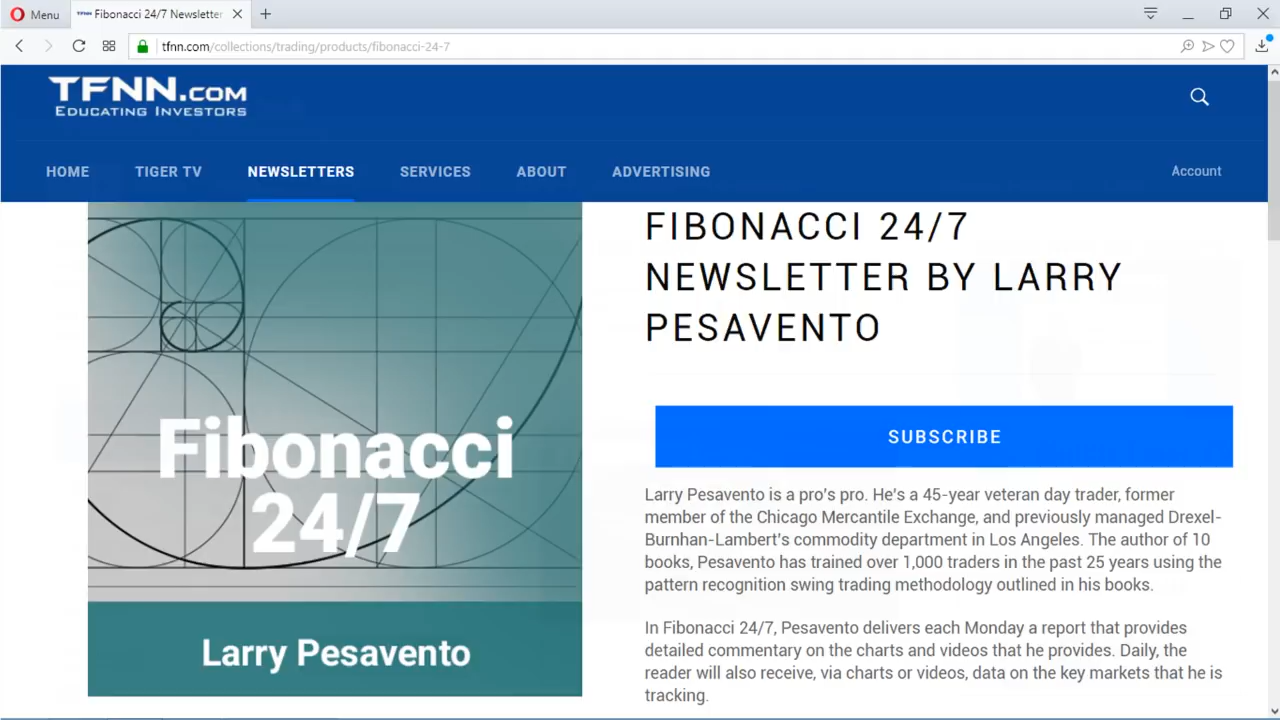 Menu
Fibonacci 24/7 Newsletter
tfnn.com/collections/trading/products/fibonacci-24-7
TFNN.COM
EDUCATING INVESTORS
HOME TIGER TV NEWSLETTERS SERVICES ABOUT ADVERTISING Account
FIBONACCI 24/7
NEWSLETTER BY LARRY
PESAVENTO
Fibonacci
24/7
Larry Pesavento
SUBSCRIBE
Larry Pesavento is a pro's pro. He's a 45-year veteran day trader, former
member of the Chicago Mercantile Exchange, and previously managed Drexel-
Burnhan-Lambert's commodity department in Los Angeles. The author of 10
books, Pesavento has trained over 1,000 traders in the past 25 years using the
pattern recognition swing trading methodology outlined in his books.
In Fibonacci 24/7, Pesavento delivers each Monday a report that provides
detailed commentary on the charts and videos that he provides. Daily, the
reader will also receive, via charts or videos, data on the key markets that he is
tracking.